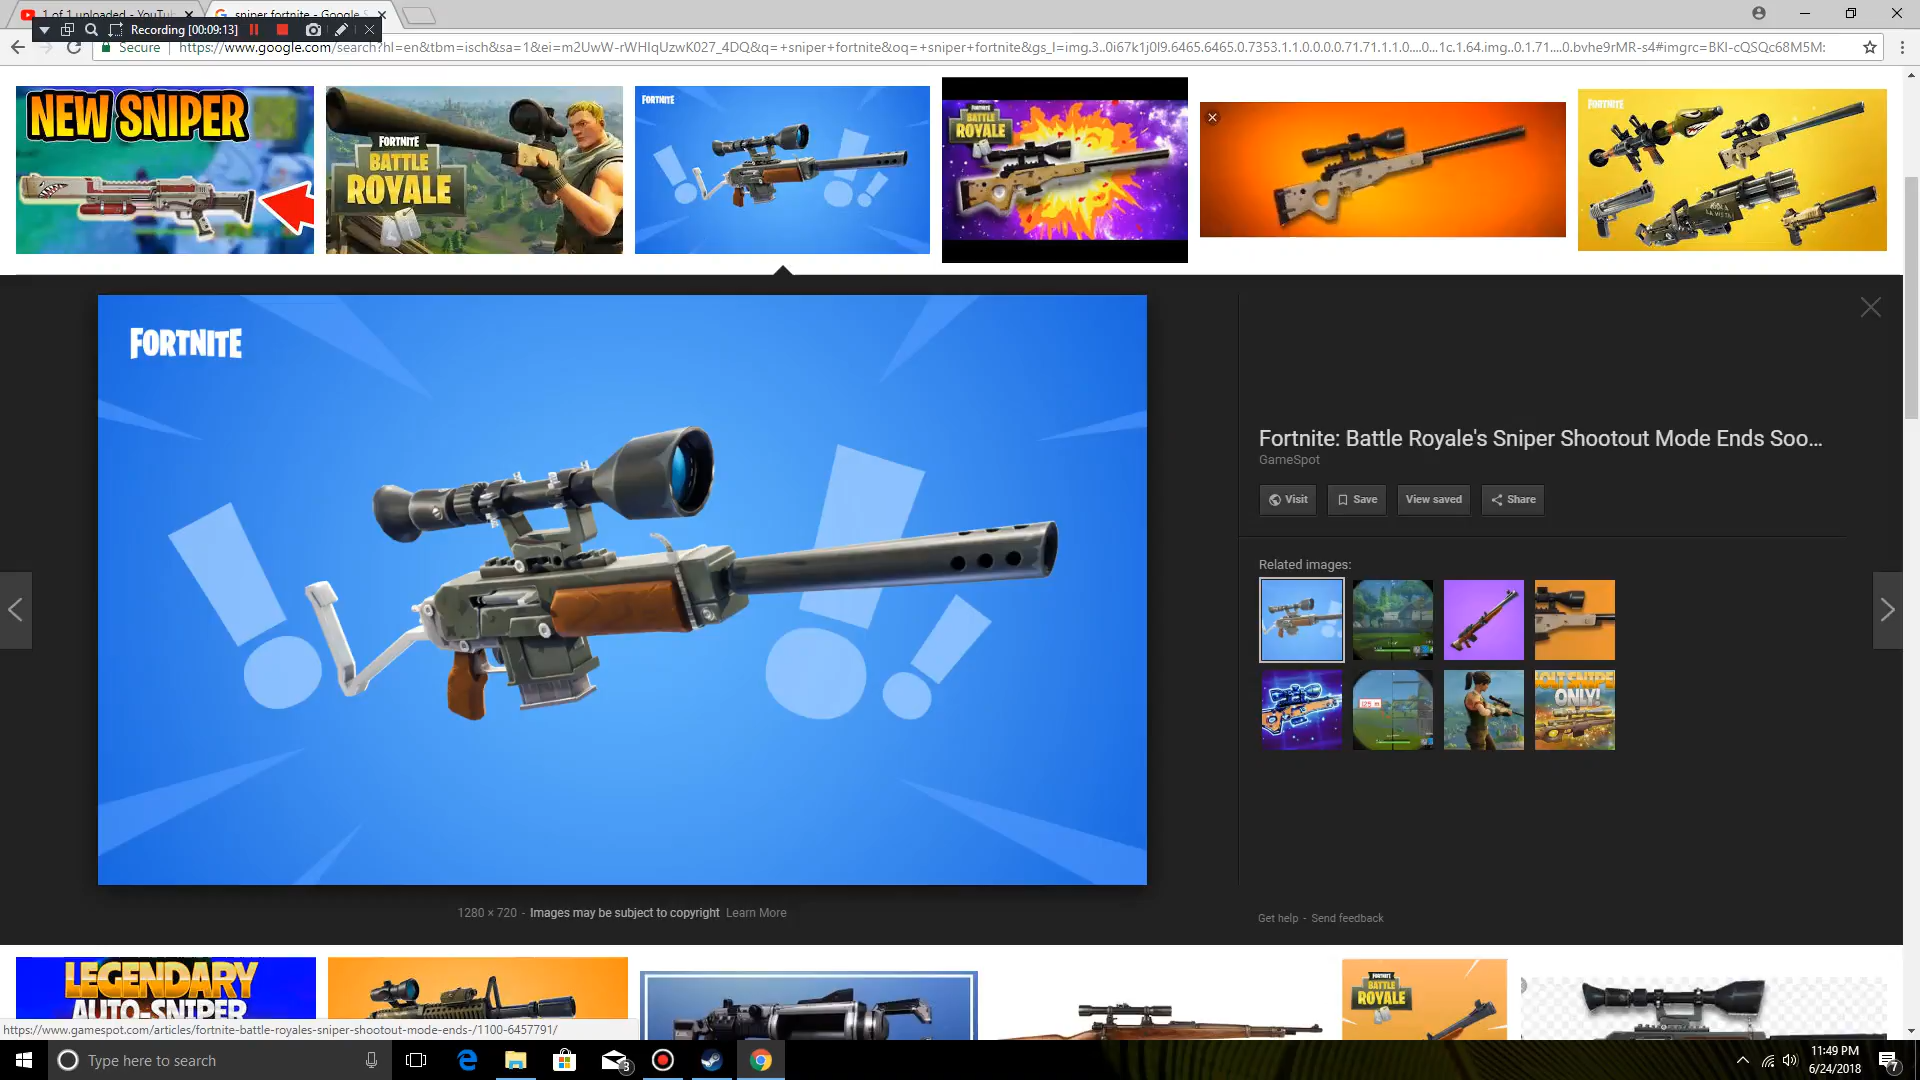 1 of 1 uploaded - YouTub
sniper fortnite - Google S
Recording [00:09:13]
Secure
https://www.google.com/search?hl=en&tbm=isch&sa=1&ei=m2UwW-rWHIqUzwK027_4DQ&q=+sniper+fortnite&oq=+sniper+fortnite&gs_l=img.3..0i67k1j0l9.6465.6465.0.7353.1.1.0.0.0.0.71.71.1.1.0....0...1c.1.64.img..0.1.71....0.bvhe9rMR-s4#imgrc=BKI-cQSQc68M5M:
NEW SNIPER
FORTNITE
BATTLE
ROYALE
FORTNITE
FORTNITE
BATTLE
ROYALE
FORTNITE
FORTNITE
Fortnite: Battle Royale's Sniper Shootout Mode Ends Soo...
GameSpot
Visit
Save
View saved
Share
Related images:
125 m
ONLY!
1280 × 720 - Images may be subject to copyright Learn More
Get help - Send feedback
LEGENDARY
AUTO-SNIPER
FORTNITE
BATTLE
ROYALE
https://www.gamespot.com/articles/fortnite-battle-royales-sniper-shootout-mode-ends-/1100-6457791/
Type here to search
3
11:49 PM
6/24/2018
7